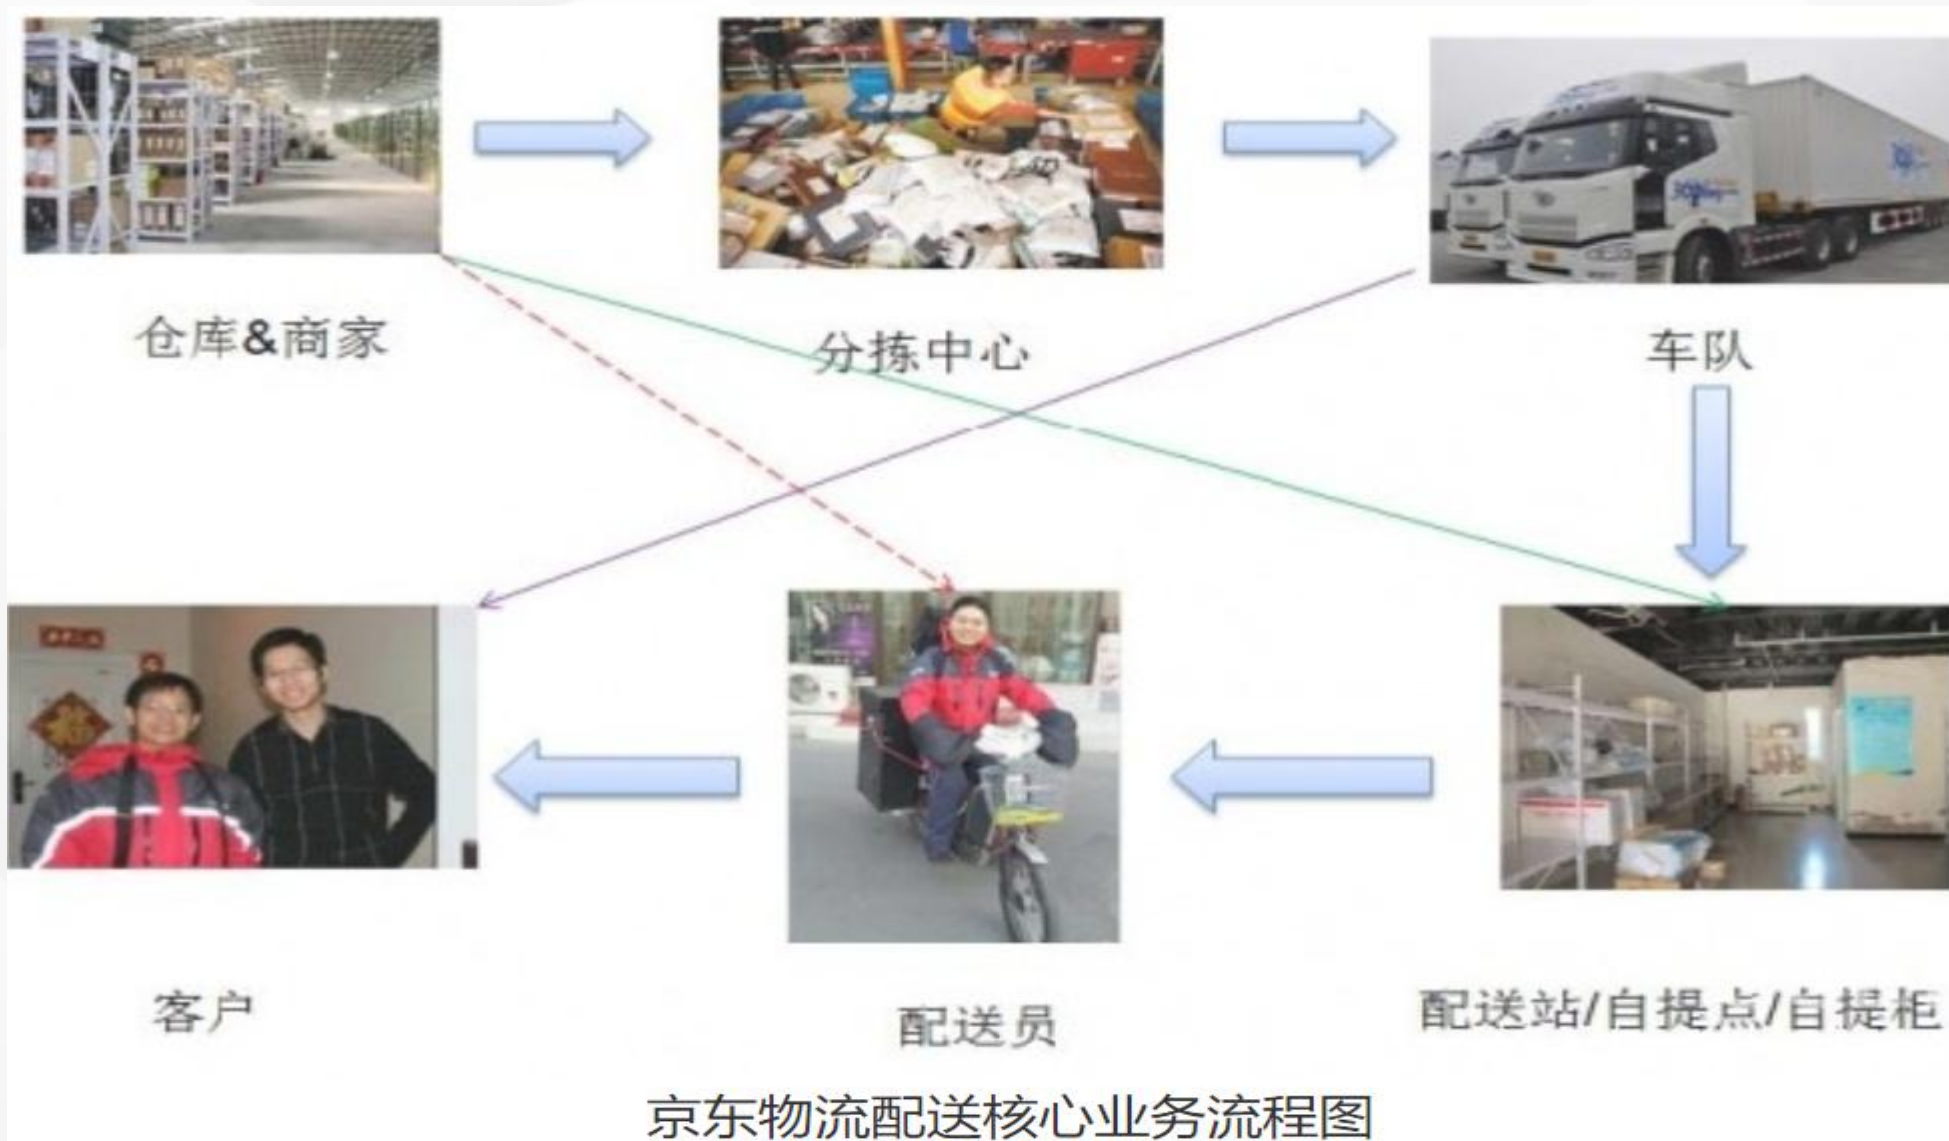 仓库&商家
分拣中心
车队
客户
配送员
配送站/自提点/自提柜
京东物流配送核心业务流程图